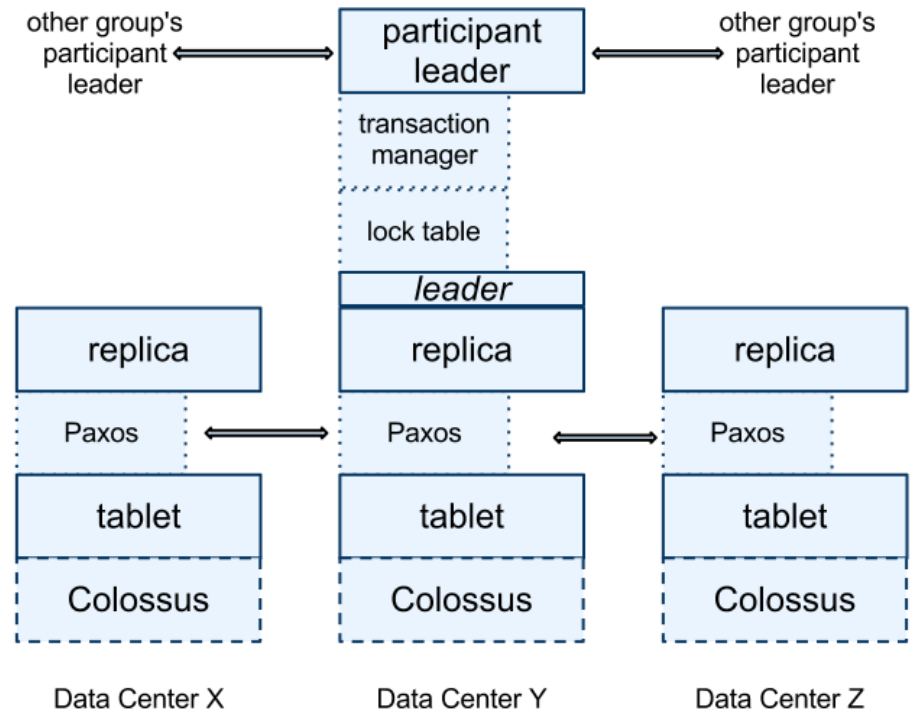 other group's
participant
leader
participant
leader
other group's
participant
leader
transaction
manager
lock table
leader
replica
replica
replica
Paxos
Paxos
Paxos
tablet
tablet
tablet
Colossus
Colossus
Colossus
Data Center X
Data Center Y
Data Center Z